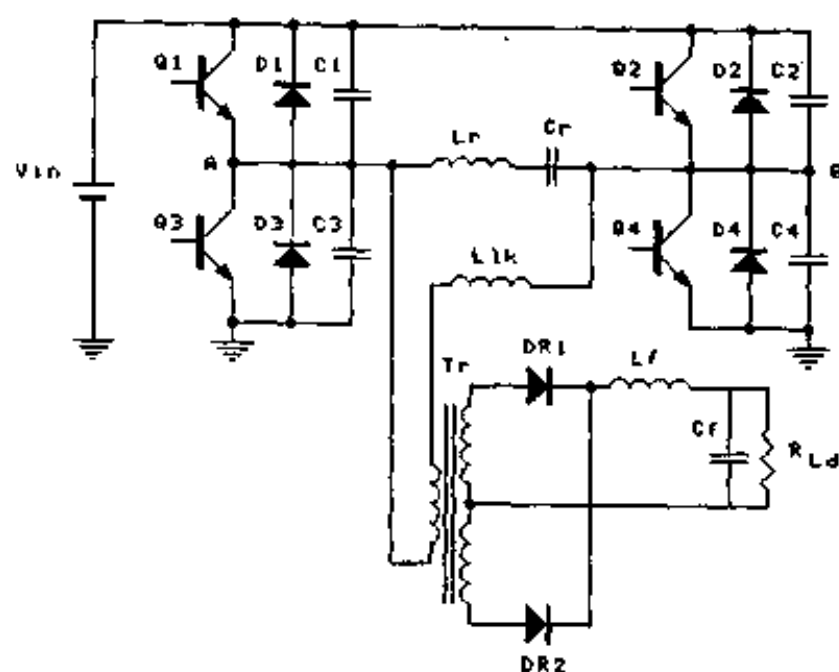 Q1 D1 C1 Q2 D2 C2
Lr Cr
Vin A B
Q3 D3 C3 Q4 D4 C4
Llk
DR1 Lf
Tr
Cf R Ld
DR2